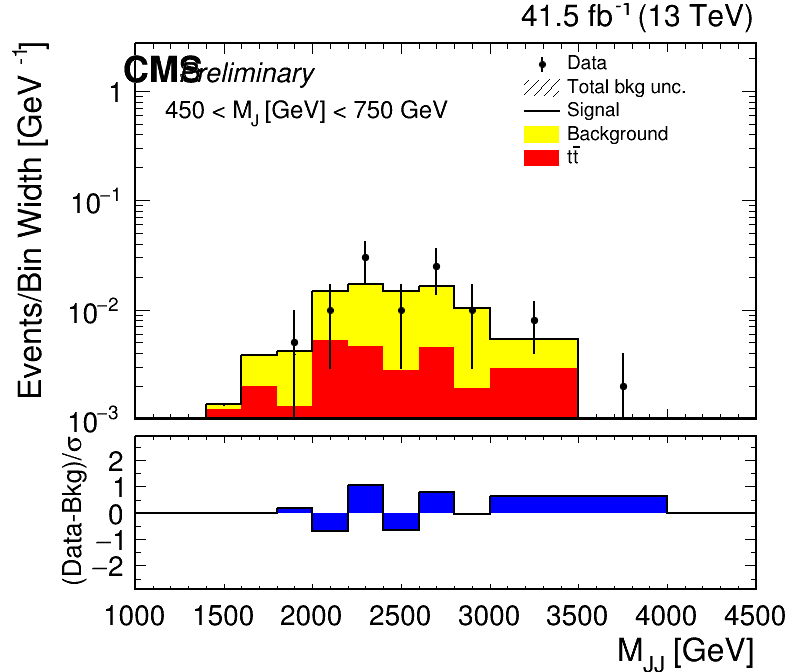 41.5 fb⁻¹ (13 TeV)
CMS Preliminary
450 < M_J [GeV] < 750 GeV
Data
Total bkg unc.
Signal
Background
tt̄
Events/Bin Width [GeV⁻¹]
1
10⁻¹
10⁻²
10⁻³
(Data-Bkg)/σ
2
1
0
−1
−2
1000 1500 2000 2500 3000 3500 4000 4500
M_JJ [GeV]